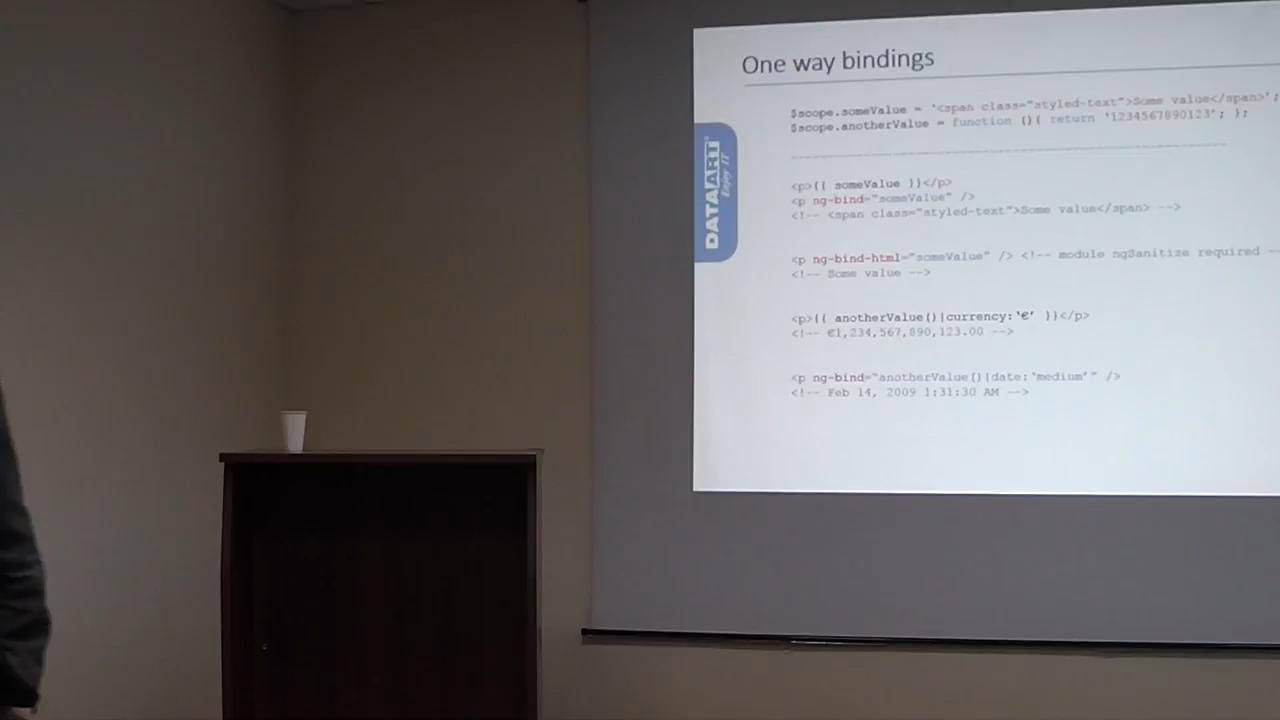 One way bindings
$scope.someValue = '<span class="styled-text">Some value</span>';
$scope.anotherValue = function (){ return '1234567890123'; };
<p>{{ someValue }}</p>
<p ng-bind="someValue" />
<!-- <span class="styled-text">Some value</span> -->
<p ng-bind-html="someValue" /> <!-- module ngSanitize required --
<!-- Some value -->
<p>{{ anotherValue()|currency:'€' }}</p>
<!-- €1,234,567,890,123.00 -->
<p ng-bind="anotherValue()|date:'medium'" />
<!-- Feb 14, 2009 1:31:30 AM -->
DATAART
Enjoy IT